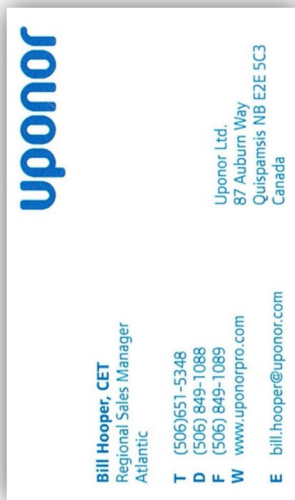 uponor
Bill Hooper, CET
Regional Sales Manager
Atlantic
T (506)651-5348
D (506) 849-1088
F (506) 849-1089
W www.uponorpro.com
E bill.hooper@uponor.com
Uponor Ltd.
87 Auburn Way
Quispamsis NB E2E 5C3
Canada